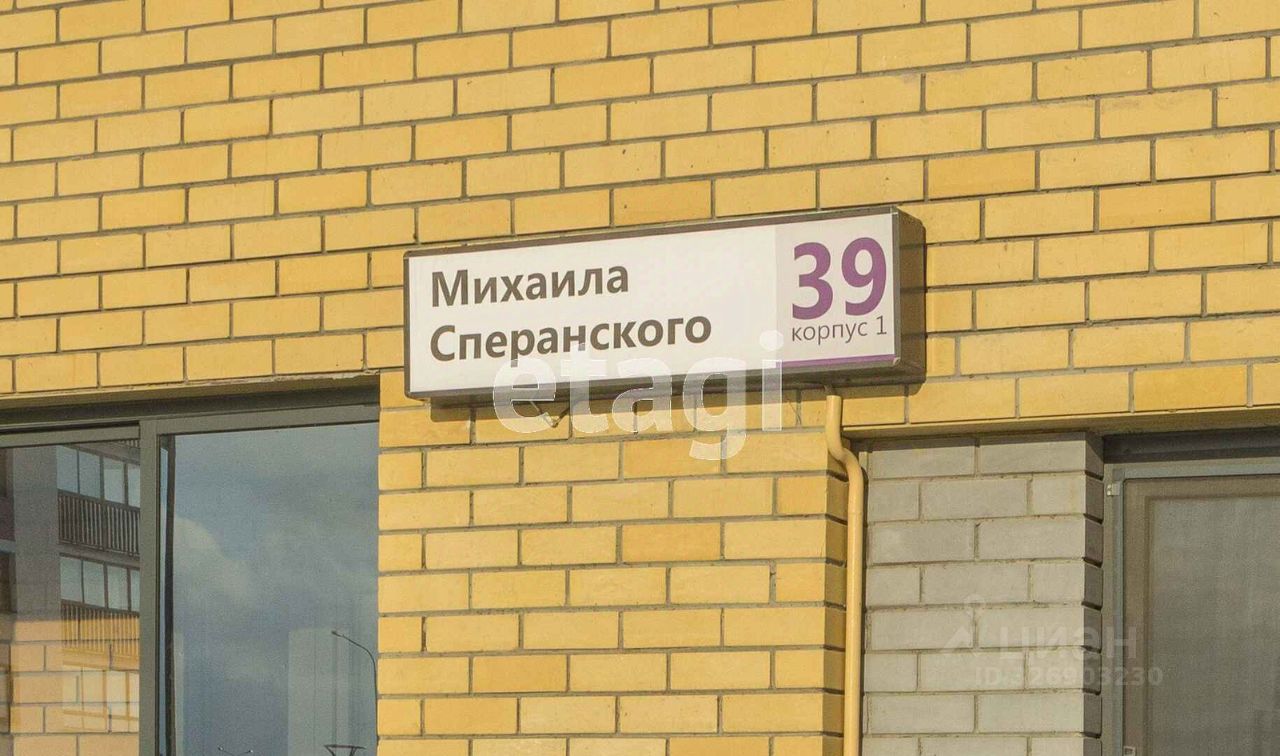 Михаила
Сперанского
39
корпус 1
etagi
ЦИАН
ID:326903230